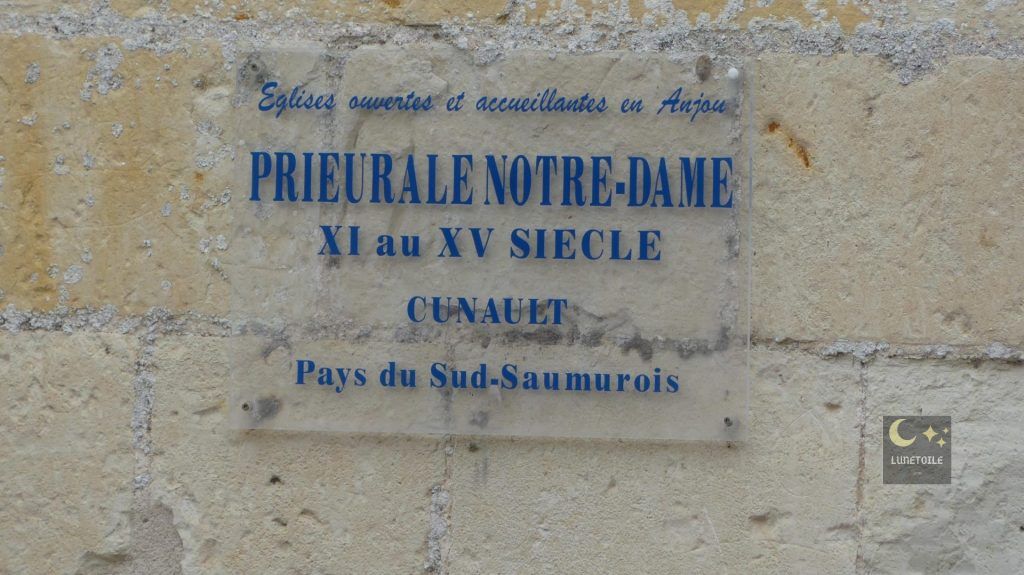 Eglises ouvertes et accueillantes en Anjou
PRIEURALE NOTRE-DAME
XI au XV SIECLE
CUNAULT
Pays du Sud-Saumurois
LUNETOILE